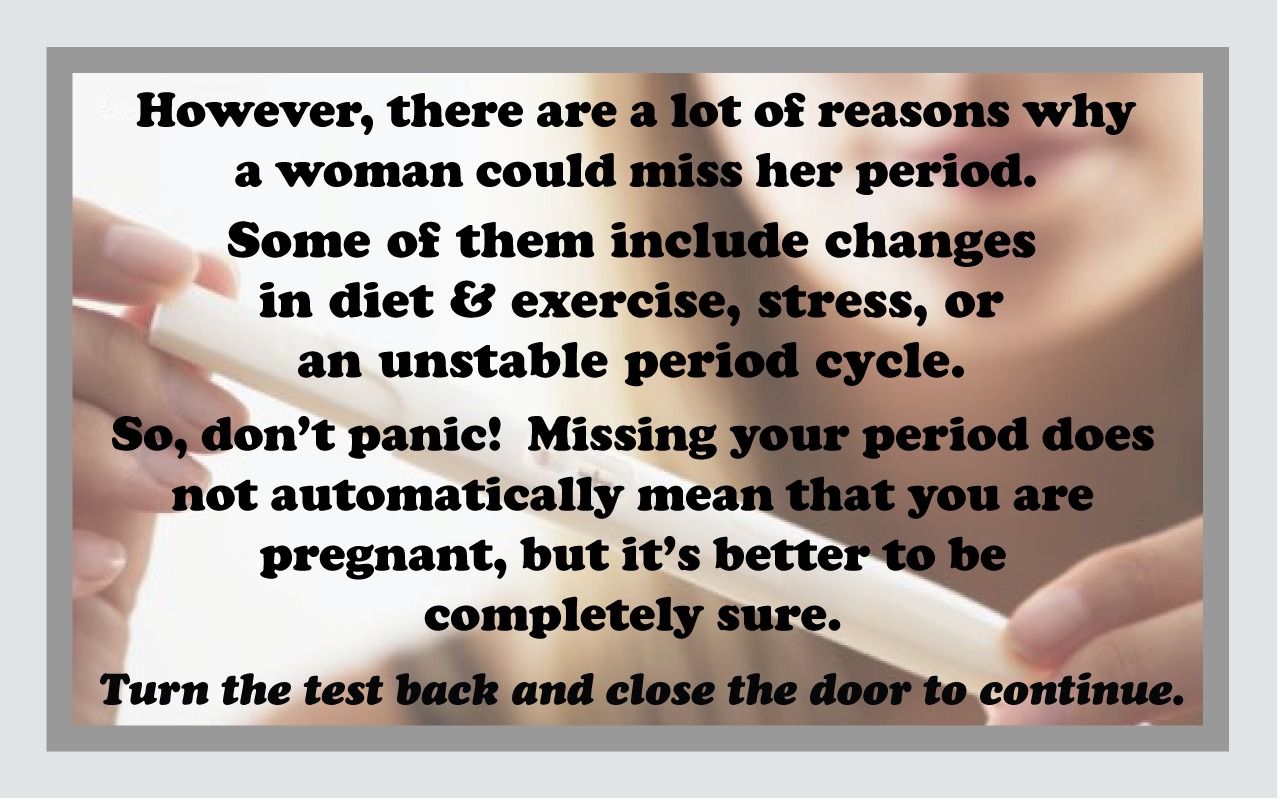 However, there are a lot of reasons why
a woman could miss her period.
Some of them include changes
in diet & exercise, stress, or
an unstable period cycle.
So, don’t panic!  Missing your period does
not automatically mean that you are
pregnant, but it’s better to be
completely sure.
Turn the test back and close the door to continue.